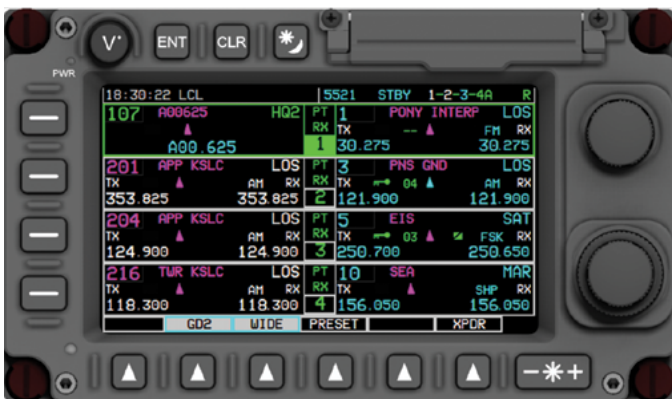 V ENT CLR
PWR
18:30:22 LCL 5521 STBY 1-2-3-4A R
107 A00625 HQ2 PT 1 PONY INTERP LOS
RX TX -- FM RX
A00.625 1 30.275 30.275
201 APP KSLC LOS PT 3 PNS GND LOS
TX AM RX RX TX 04 AM RX
353.825 353.825 2 121.900 121.900
204 APP KSLC LOS PT 5 EIS SAT
TX AM RX RX TX 03 FSK RX
124.900 124.900 3 250.700 250.650
216 TWR KSLC LOS PT 10 SEA MAR
TX AM RX RX TX SHP RX
118.300 118.300 4 156.050 156.050
GD2 WIDE PRESET XPDR